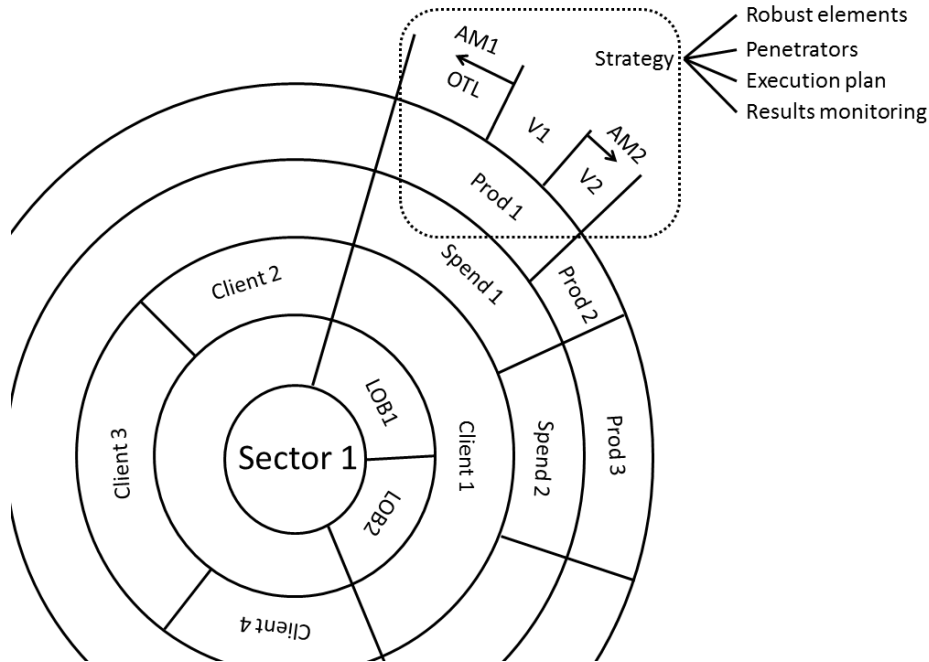 Robust elements
AM1
Strategy
Penetrators
OTL
Execution plan
Results monitoring
V1
AM2
V2
Prod 1
Spend 1
Prod 2
Client 2
LOB1
Client 3
Sector 1
Client 1
Spend 2
Prod 3
LOB2
Client 4